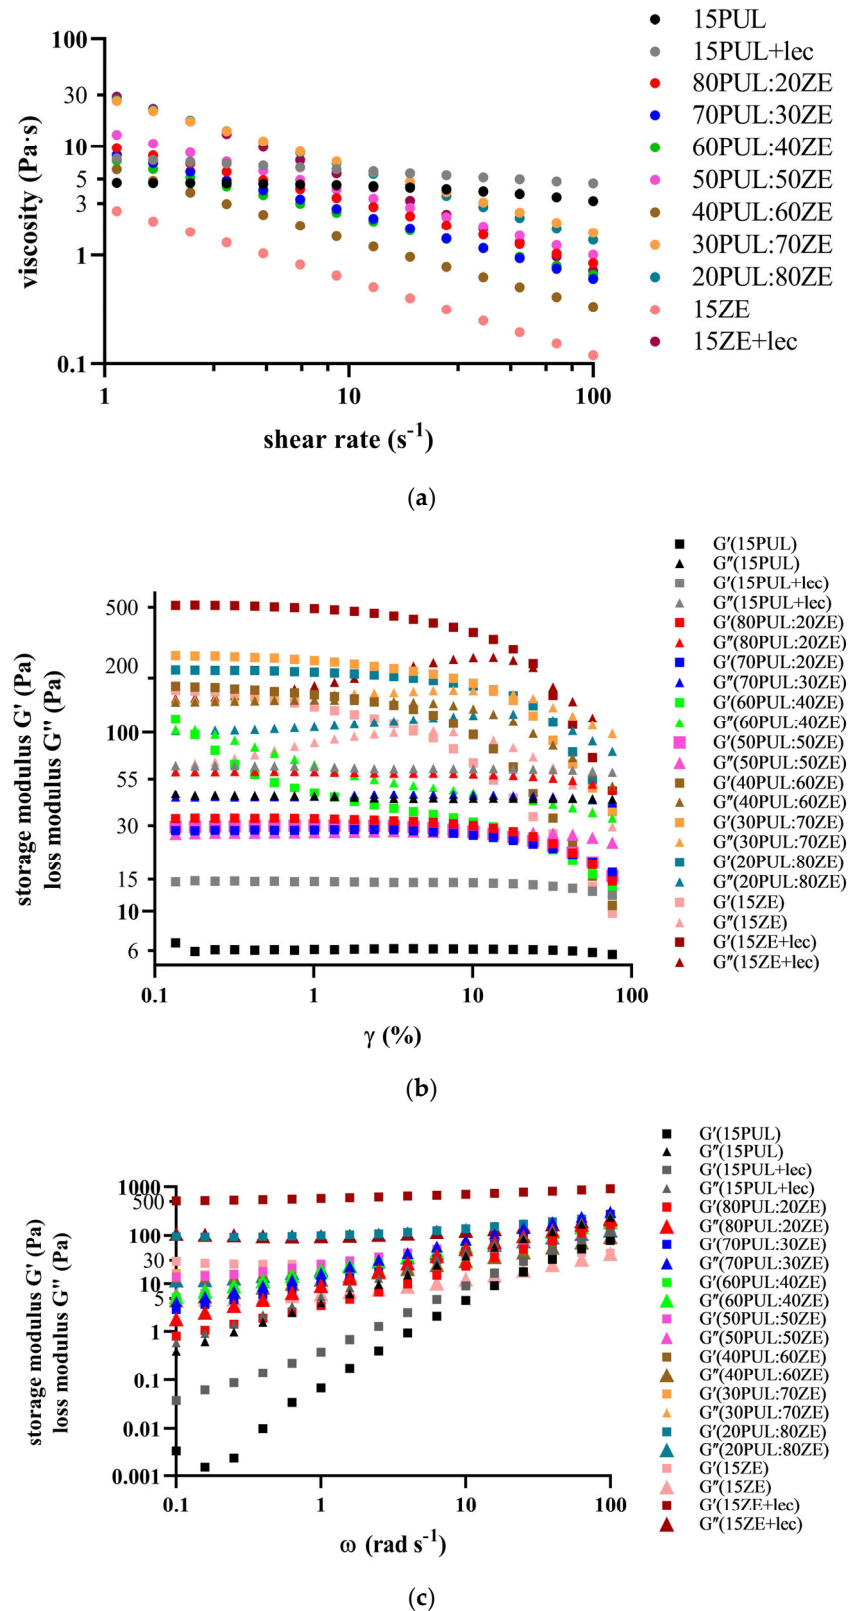 100
30
10
5
3
1
0.1
viscosity (Pa·s)
1
10
100
shear rate (s-1)
15PUL
15PUL+lec
80PUL:20ZE
70PUL:30ZE
60PUL:40ZE
50PUL:50ZE
40PUL:60ZE
30PUL:70ZE
20PUL:80ZE
15ZE
15ZE+lec
(a)
500
200
100
55
30
15
10
6
storage modulus G' (Pa)
loss modulus G'' (Pa)
0.1
1
10
100
γ (%)
G′(15PUL)
G″(15PUL)
G′(15PUL+lec)
G″(15PUL+lec)
G′(80PUL:20ZE)
G″(80PUL:20ZE)
G′(70PUL:20ZE)
G″(70PUL:30ZE)
G′(60PUL:40ZE)
G″(60PUL:40ZE)
G′(50PUL:50ZE)
G″(50PUL:50ZE)
G′(40PUL:60ZE)
G″(40PUL:60ZE)
G′(30PUL:70ZE)
G″(30PUL:70ZE)
G′(20PUL:80ZE)
G″(20PUL:80ZE)
G′(15ZE)
G″(15ZE)
G′(15ZE+lec)
G″(15ZE+lec)
(b)
1000
500
100
30
10
5
1
0.1
0.01
0.001
storage modulus G' (Pa)
loss modulus G'' (Pa)
0.1
1
10
100
ω (rad s-1)
G′(15PUL)
G″(15PUL)
G′(15PUL+lec)
G″(15PUL+lec)
G′(80PUL:20ZE)
G″(80PUL:20ZE)
G′(70PUL:30ZE)
G″(70PUL:30ZE)
G′(60PUL:40ZE)
G″(60PUL:40ZE)
G′(50PUL:50ZE)
G″(50PUL:50ZE)
G′(40PUL:60ZE)
G″(40PUL:60ZE)
G′(30PUL:70ZE)
G″(30PUL:70ZE)
G′(20PUL:80ZE)
G″(20PUL:80ZE)
G′(15ZE)
G″(15ZE)
G′(15ZE+lec)
G″(15ZE+lec)
(c)